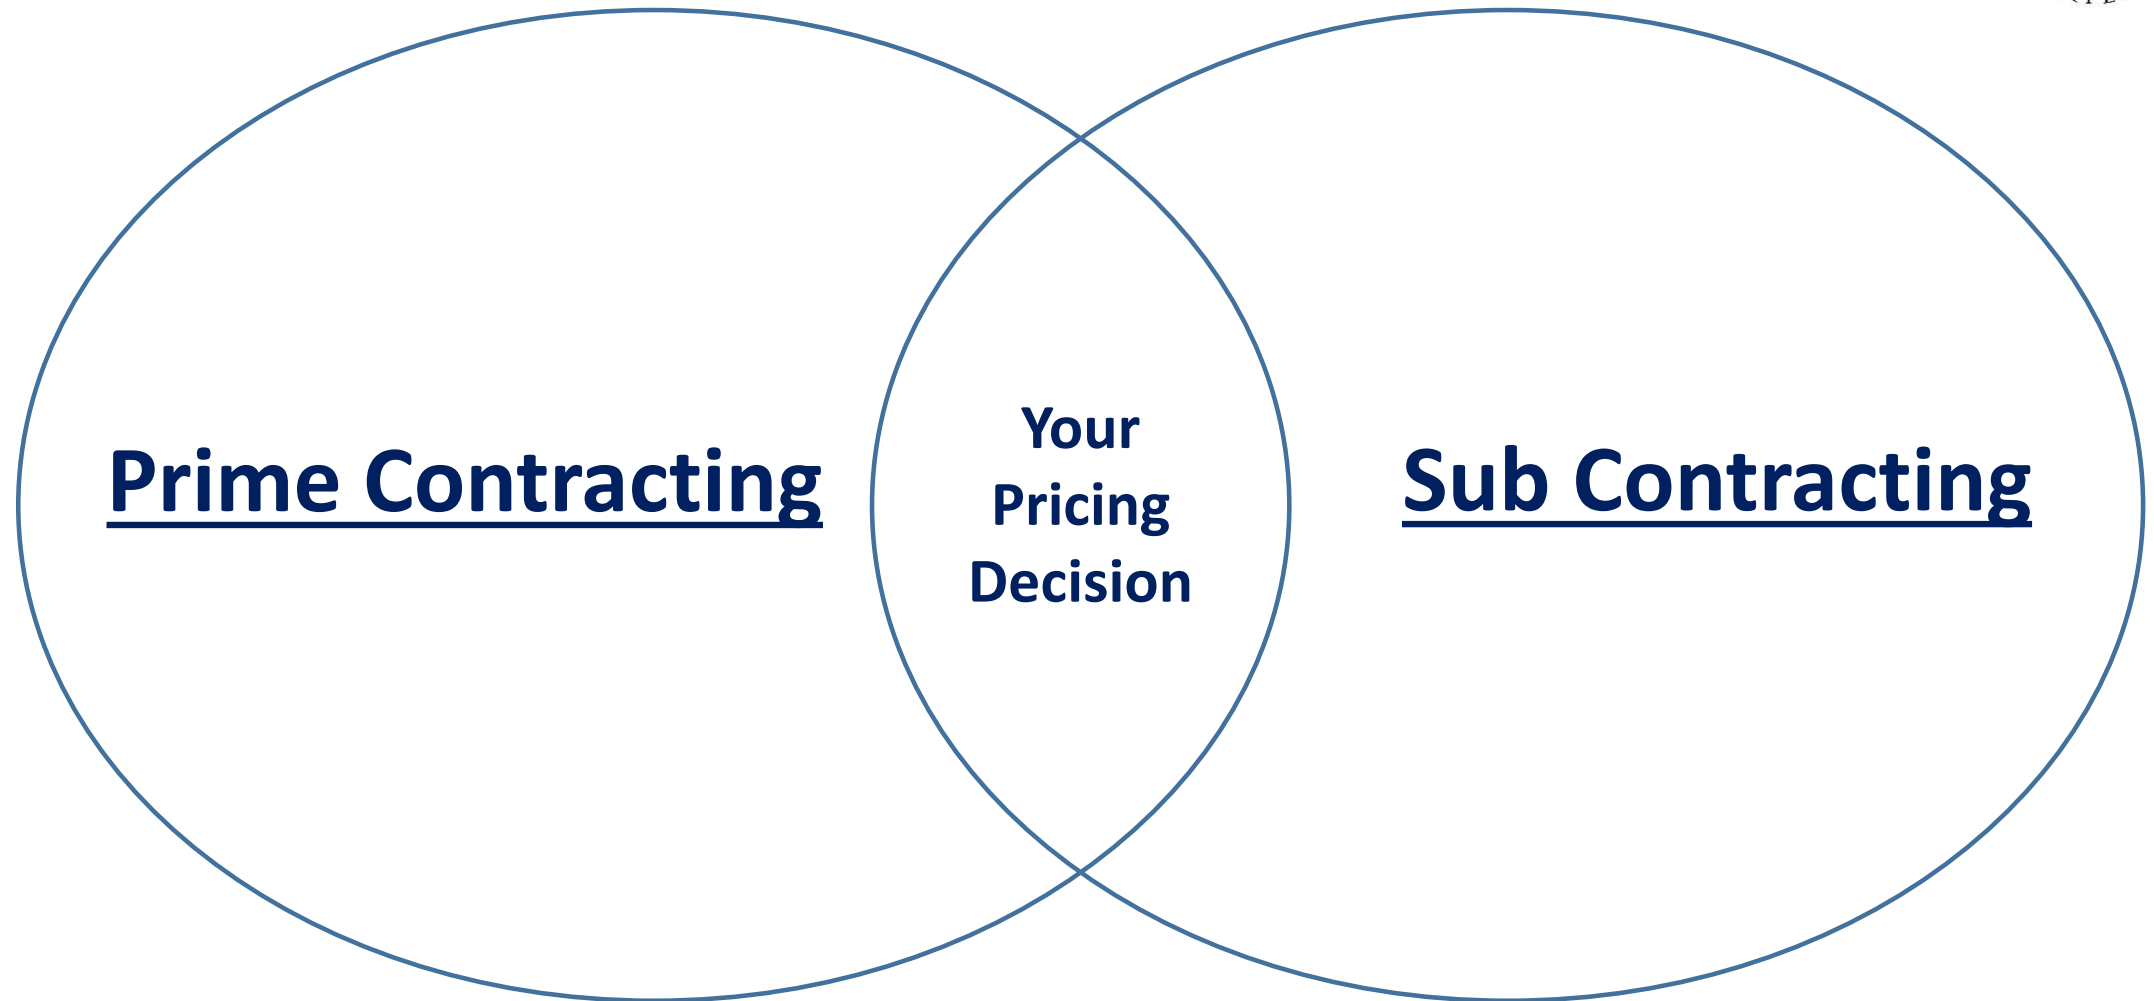 Prime Contracting
Your
Pricing
Decision
Sub Contracting